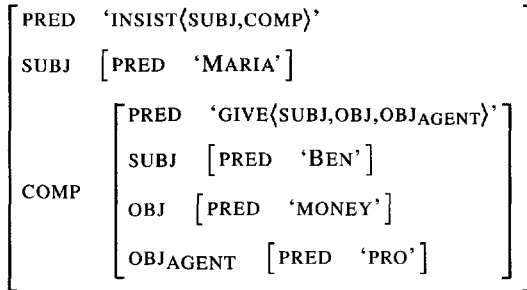 PRED ‘INSIST⟨SUBJ,COMP⟩’
SUBJ [PRED ‘MARIA’]
COMP
PRED ‘GIVE⟨SUBJ,OBJ,OBJAGENT⟩’
SUBJ [PRED ‘BEN’]
OBJ [PRED ‘MONEY’]
OBJAGENT [PRED ‘PRO’]